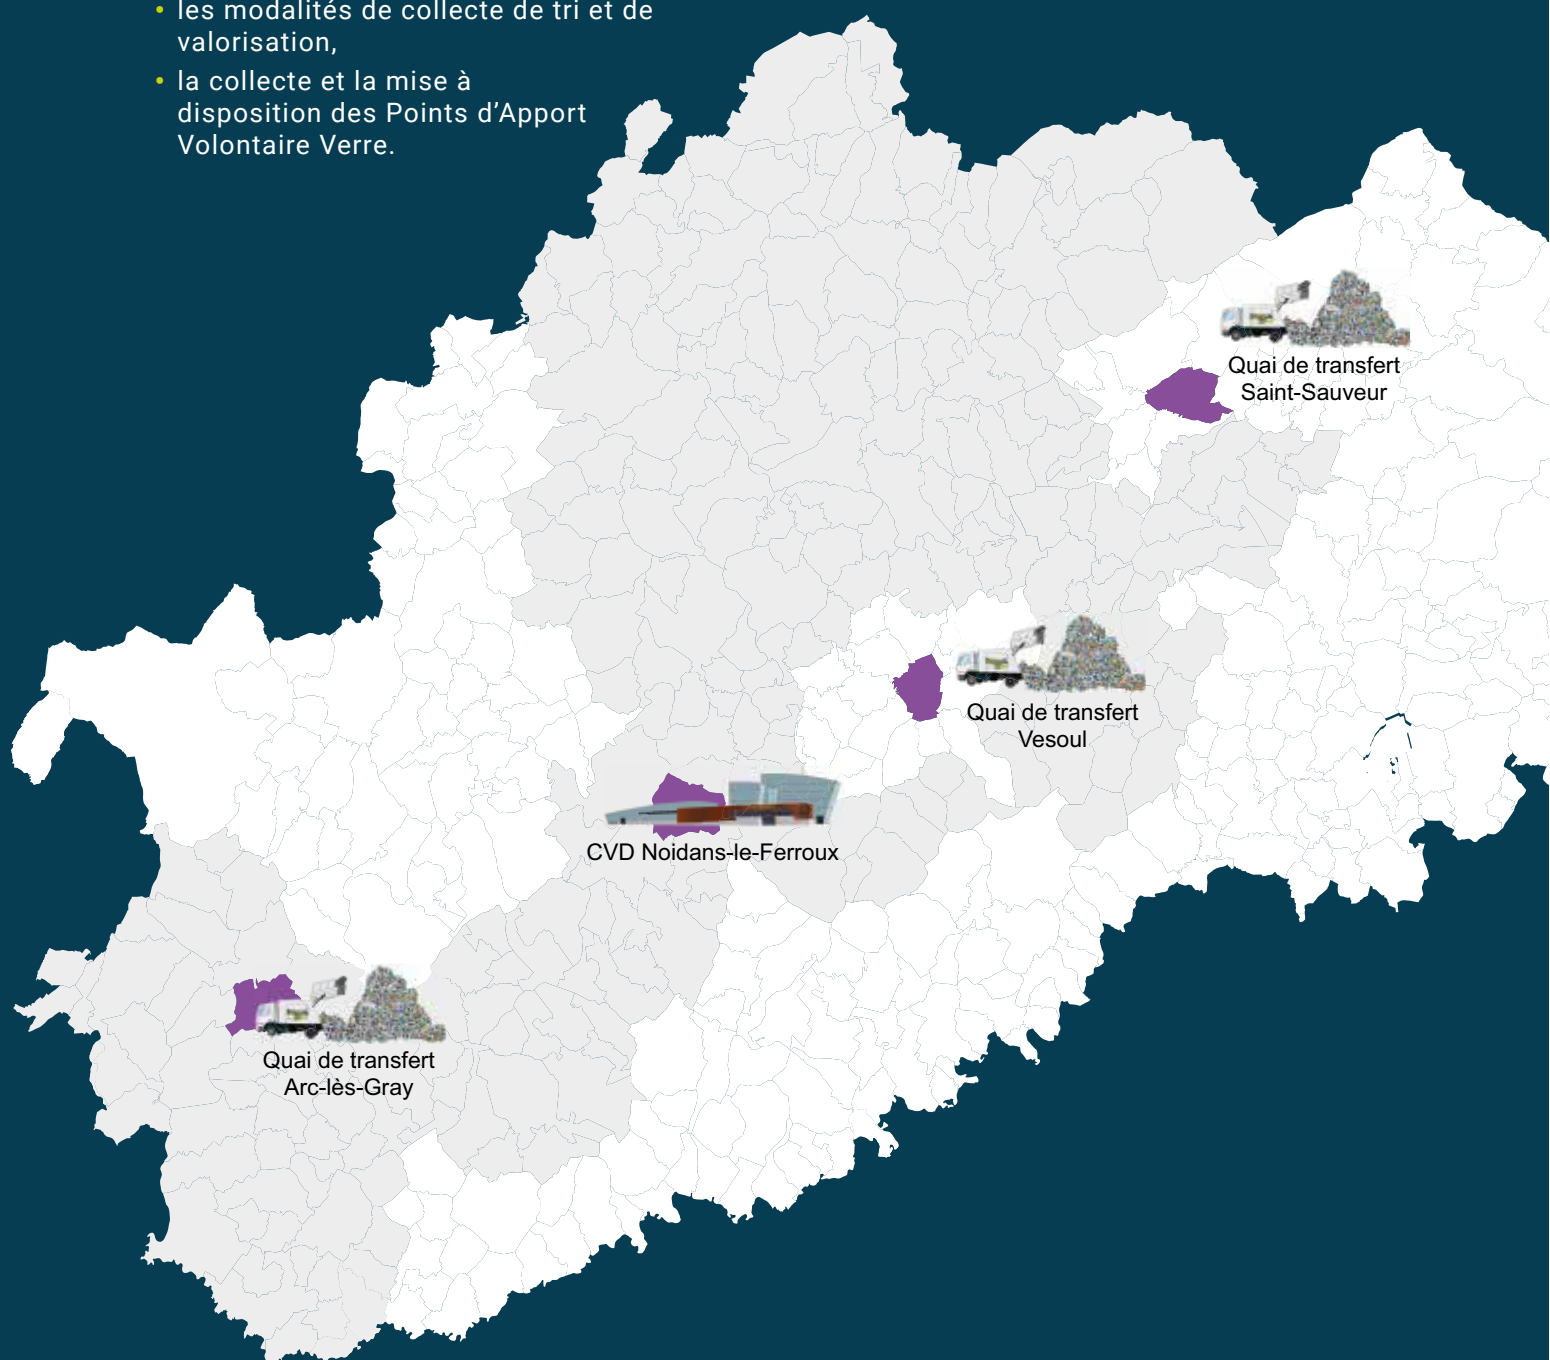 • les modalités de collecte de tri et de
valorisation,
• la collecte et la mise à
disposition des Points d’Apport
Volontaire Verre.
Quai de transfert
Saint-Sauveur
Quai de transfert
Vesoul
CVD Noidans-le-Ferroux
Quai de transfert
Arc-lès-Gray